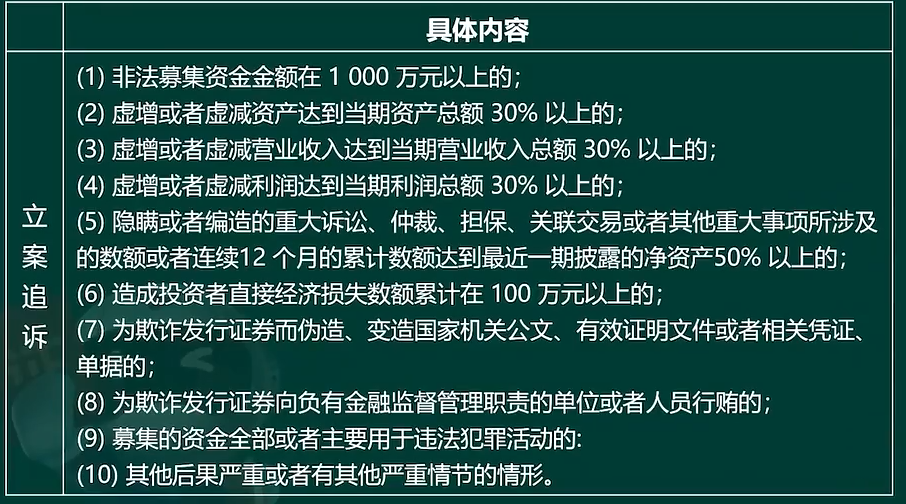 具体内容
立案追诉
(1) 非法募集资金金额在 1 000 万元以上的；
(2) 虚增或者虚减资产达到当期资产总额 30% 以上的；
(3) 虚增或者虚减营业收入达到当期营业收入总额 30% 以上的；
(4) 虚增或者虚减利润达到当期利润总额 30% 以上的；
(5) 隐瞒或者编造的重大诉讼、仲裁、担保、关联交易或者其他重大事项所涉及
的数额或者连续12 个月的累计数额达到最近一期披露的净资产50% 以上的；
(6) 造成投资者直接经济损失数额累计在 100 万元以上的；
(7) 为欺诈发行证券而伪造、变造国家机关公文、有效证明文件或者相关凭证、
单据的；
(8) 为欺诈发行证券向负有金融监督管理职责的单位或者人员行贿的；
(9) 募集的资金全部或者主要用于违法犯罪活动的:
(10) 其他后果严重或者有其他严重情节的情形。